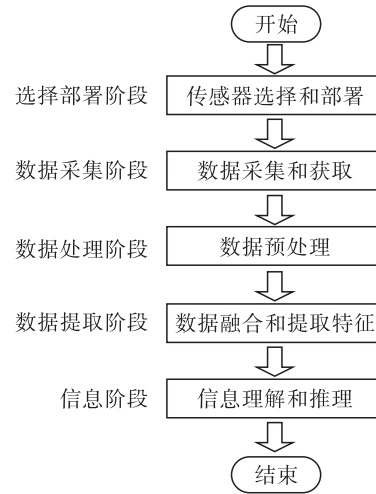 开始
选择部署阶段 传感器选择和部署
数据采集阶段 数据采集和获取
数据处理阶段 数据预处理
数据提取阶段 数据融合和提取特征
信息阶段 信息理解和推理
结束